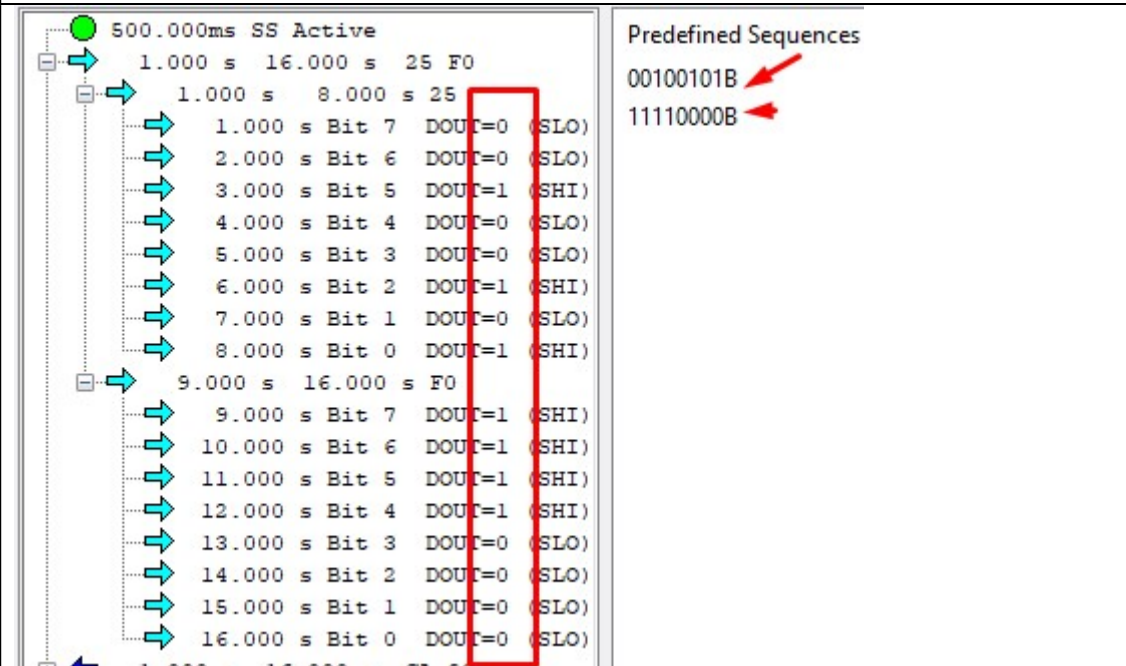 500.000ms SS Active
1.000 s 16.000 s 25 F0
1.000 s 8.000 s 25
1.000 s Bit 7 DOUT=0 (SLO)
2.000 s Bit 6 DOUT=0 (SLO)
3.000 s Bit 5 DOUT=1 (SHI)
4.000 s Bit 4 DOUT=0 (SLO)
5.000 s Bit 3 DOUT=0 (SLO)
6.000 s Bit 2 DOUT=1 (SHI)
7.000 s Bit 1 DOUT=0 (SLO)
8.000 s Bit 0 DOUT=1 (SHI)
9.000 s 16.000 s F0
9.000 s Bit 7 DOUT=1 (SHI)
10.000 s Bit 6 DOUT=1 (SHI)
11.000 s Bit 5 DOUT=1 (SHI)
12.000 s Bit 4 DOUT=1 (SHI)
13.000 s Bit 3 DOUT=0 (SLO)
14.000 s Bit 2 DOUT=0 (SLO)
15.000 s Bit 1 DOUT=0 (SLO)
16.000 s Bit 0 DOUT=0 (SLO)
Predefined Sequences
00100101B
11110000B